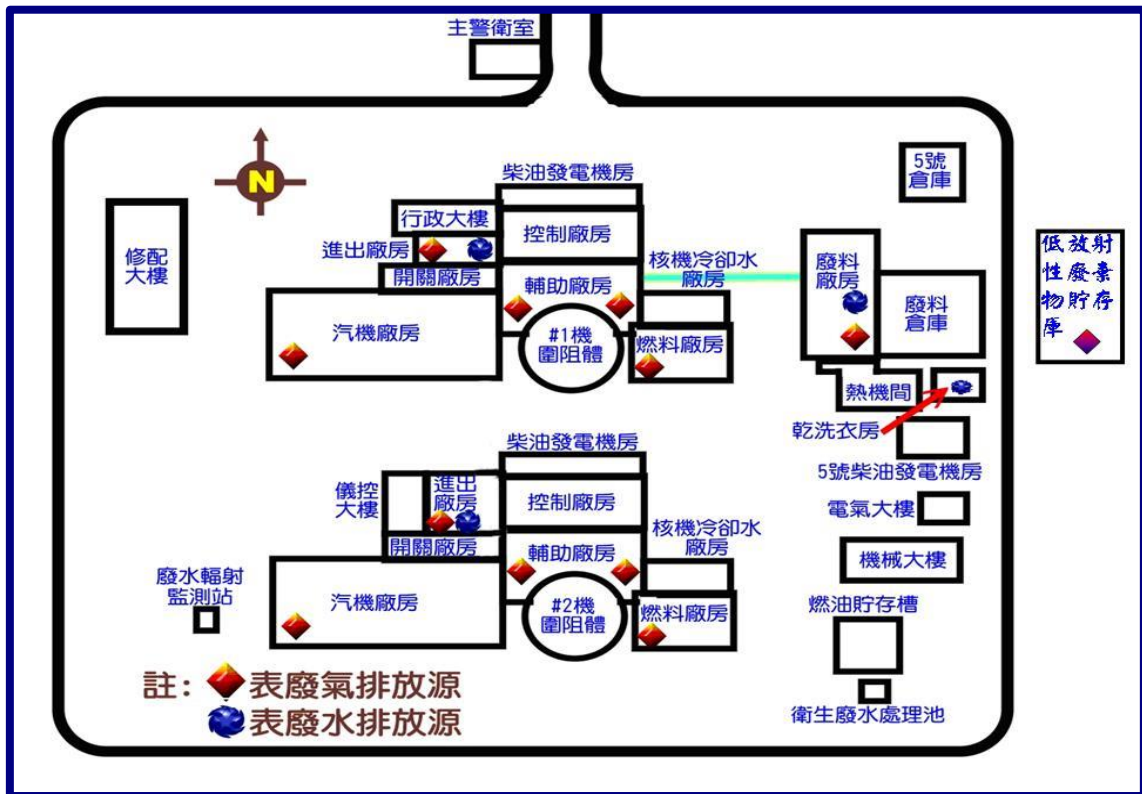 主警衛室
N
5號
倉庫
柴油發電機房
行政大樓
控制廠房
進出廠房
開關廠房
輔助廠房
核機冷卻水
廠房
修配
大樓
汽機廠房
#1機
圍阻體
燃料廠房
廢料
廠房
廢料
倉庫
低放射
性廢棄
物貯存
庫
熱機間
乾洗衣房
5號柴油發電機房
柴油發電機房
儀控
大樓
進出
廠房
控制廠房
開關廠房
輔助廠房
核機冷卻水
廠房
電氣大樓
機械大樓
廢水輻射
監測站
汽機廠房
#2機
圍阻體
燃料廠房
燃油貯存槽
衛生廢水處理池
註: 表廢氣排放源
表廢水排放源